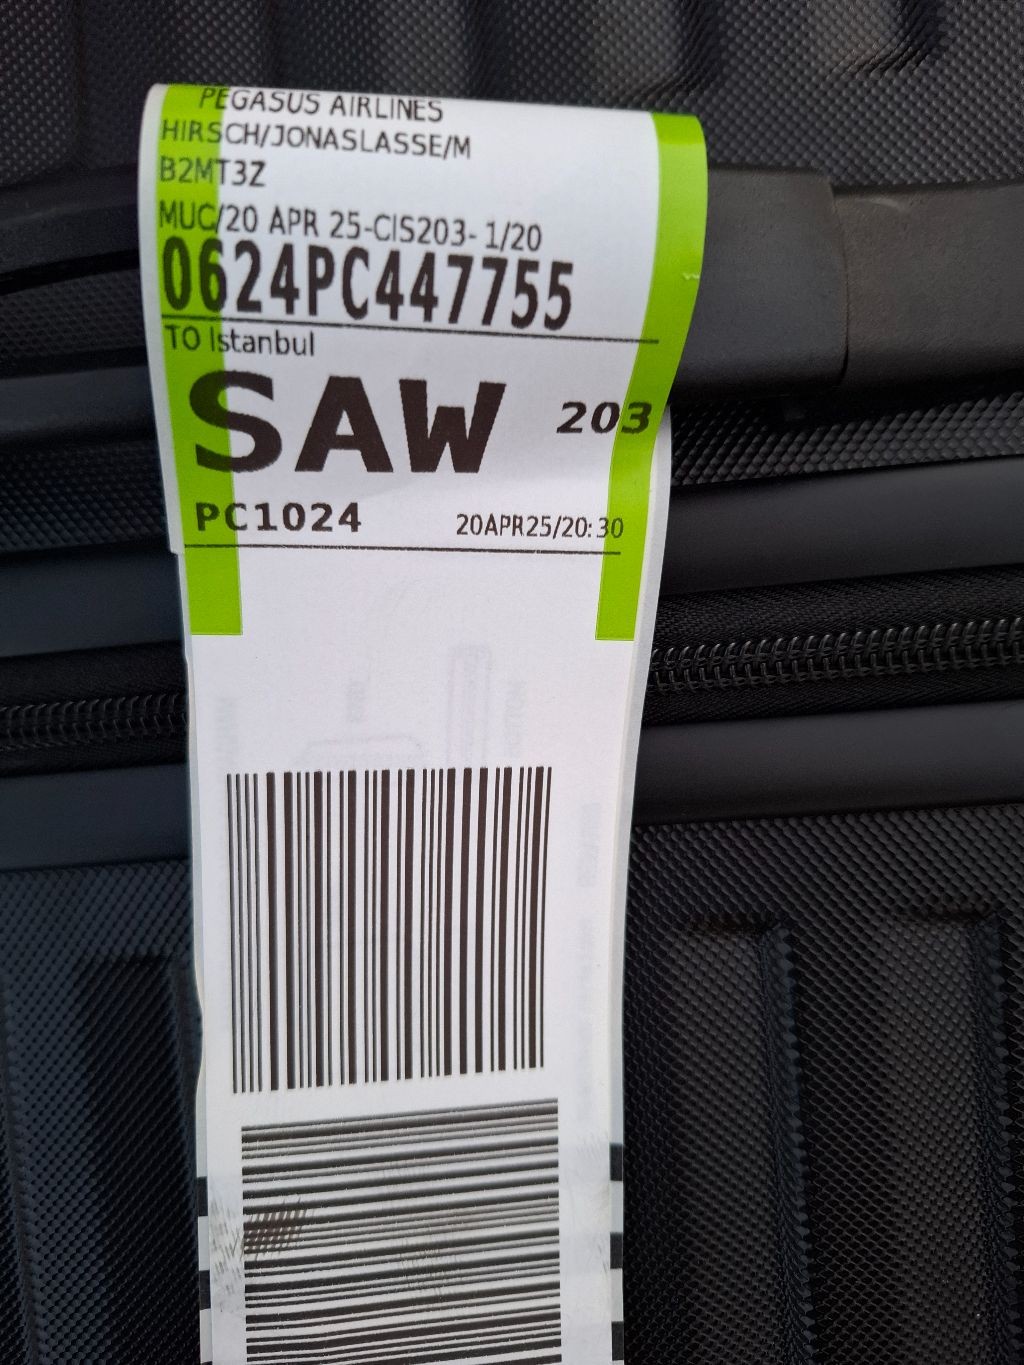 PEGASUS AIRLINES
HIRSCH/JONASLASSE/M
B2MT3Z
MUC/20 APR 25-CIS203- 1/20
0624PC447755
TO Istanbul
SAW 203
PC1024 20APR25/20:30